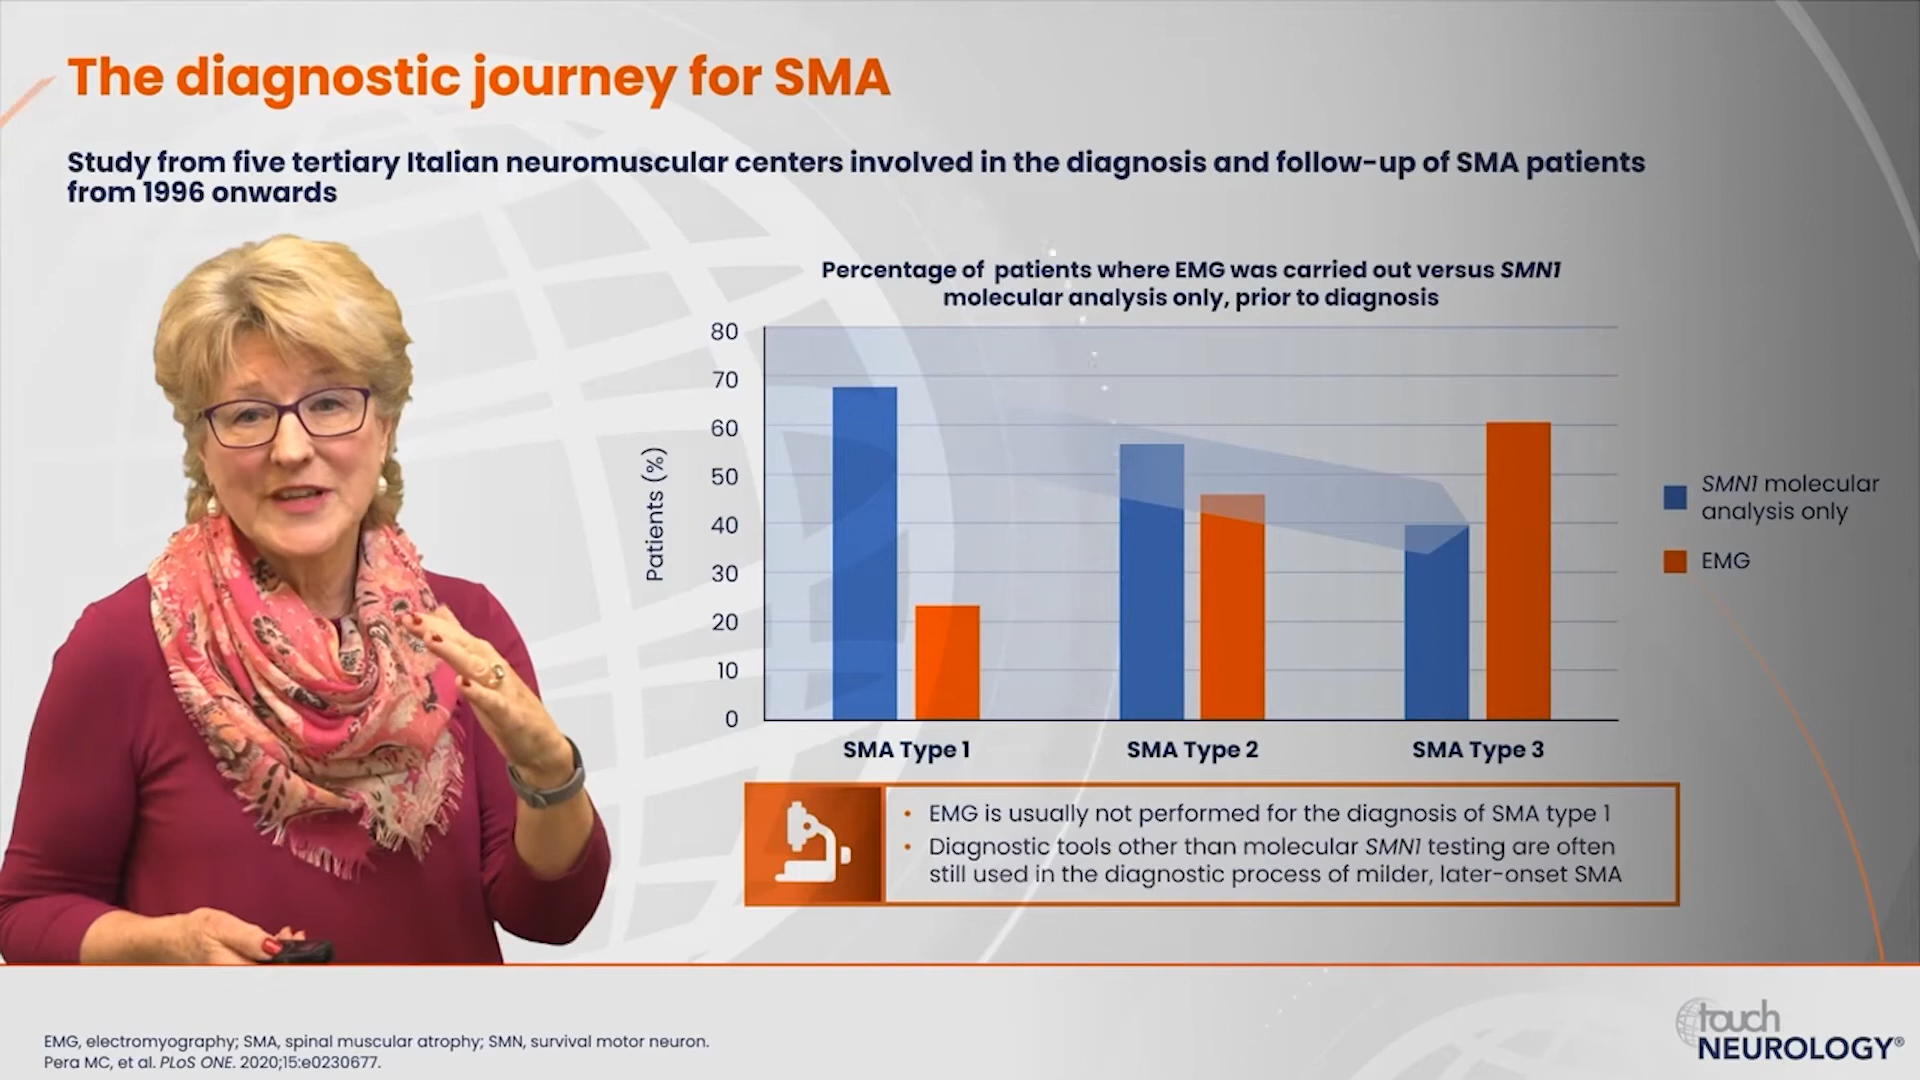 The diagnostic journey for SMA
Study from five tertiary Italian neuromuscular centers involved in the diagnosis and follow-up of SMA patients
from 1996 onwards
Percentage of patients where EMG was carried out versus SMN1
molecular analysis only, prior to diagnosis
Patients (%)
80
70
60
50
40
30
20
10
0
SMA Type 1
SMA Type 2
SMA Type 3
SMN1 molecular
analysis only
EMG
• EMG is usually not performed for the diagnosis of SMA type 1
• Diagnostic tools other than molecular SMN1 testing are often
still used in the diagnostic process of milder, later-onset SMA
EMG, electromyography; SMA, spinal muscular atrophy; SMN, survival motor neuron.
Pera MC, et al. PLoS ONE. 2020;15:e0230677.
touch
NEUROLOGY®